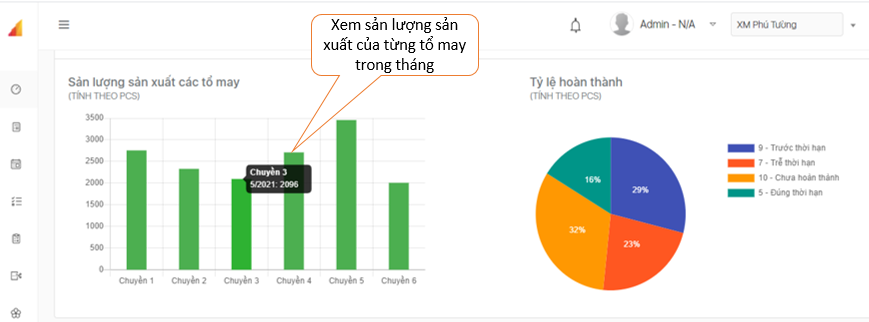 Xem sản lượng sản
xuất của từng tổ may
trong tháng
Admin - N/A
XM Phú Tường
Sản lượng sản xuất các tổ may
(TÍNH THEO PCS)
3500
3000
2500
2000
1500
1000
500
0
Chuyền 3
5/2021: 2096
Chuyền 1
Chuyền 2
Chuyền 3
Chuyền 4
Chuyền 5
Chuyền 6
Tỷ lệ hoàn thành
(TÍNH THEO PCS)
16%
29%
32%
23%
9 - Trước thời hạn
7 - Trễ thời hạn
10 - Chưa hoàn thành
5 - Đúng thời hạn